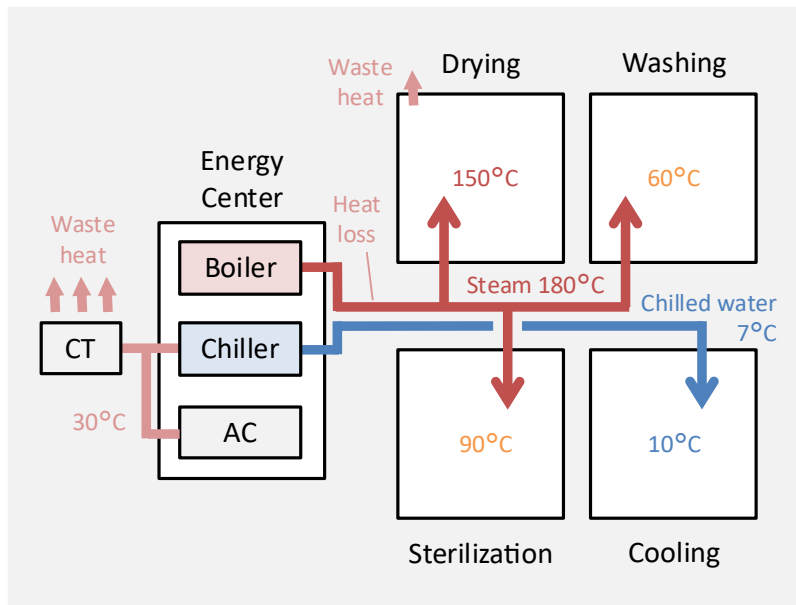 Drying
Washing
Waste
heat
Energy
Center
150°C
60°C
Heat
loss
Waste
heat
Boiler
Steam 180°C
Chilled water
7°C
CT
Chiller
30°C
AC
90°C
10°C
Sterilization
Cooling